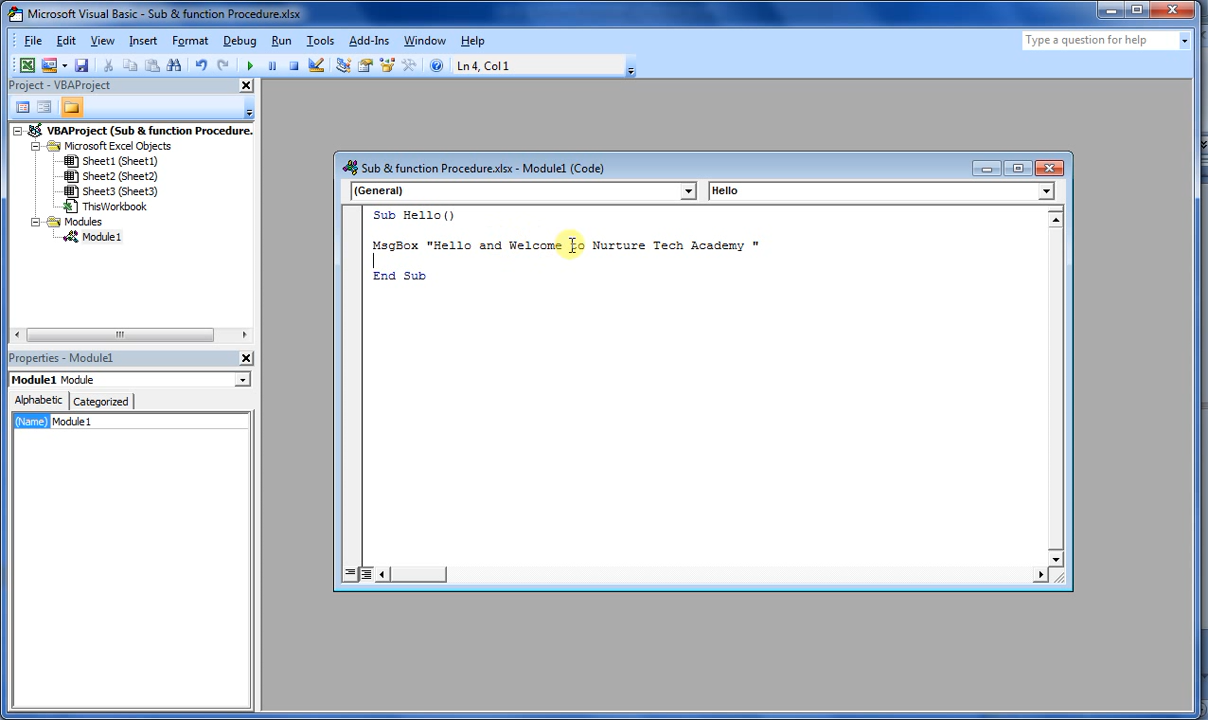 Microsoft Visual Basic - Sub & function Procedure.xlsx
File Edit View Insert Format Debug Run Tools Add-Ins Window Help
Type a question for help
Ln 4, Col 1
Project - VBAProject
VBAProject (Sub & function Procedure.
Microsoft Excel Objects
Sheet1 (Sheet1)
Sheet2 (Sheet2)
Sheet3 (Sheet3)
ThisWorkbook
Modules
Module1
Properties - Module1
Module1 Module
Alphabetic Categorized
(Name) Module1
Sub & function Procedure.xlsx - Module1 (Code)
(General) Hello
Sub Hello()
MsgBox "Hello and Welcome to Nurture Tech Academy "
End Sub